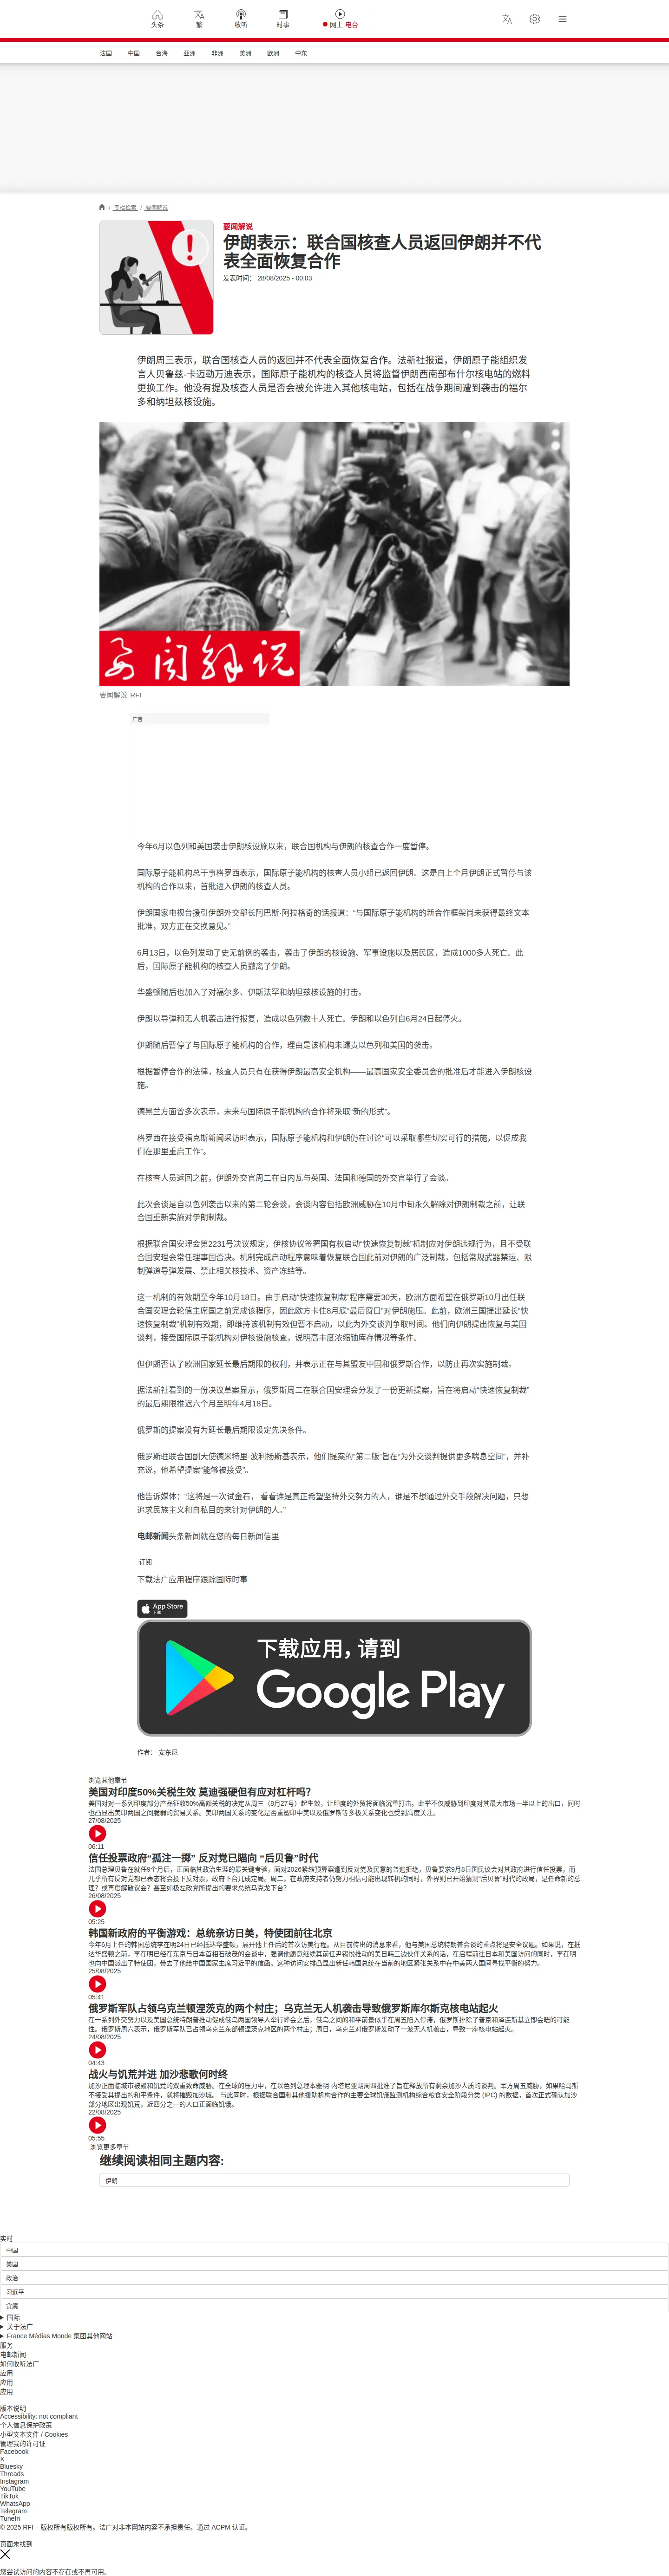 头条
繁
收听
时事
网上 电台
法国
中国
台海
亚洲
非洲
美洲
欧洲
中东
/ 专栏检索 / 要闻解说
要闻解说
伊朗表示：联合国核查人员返回伊朗并不代
表全面恢复合作
发表时间： 28/08/2025 - 00:03
伊朗周三表示，联合国核查人员的返回并不代表全面恢复合作。法新社报道，伊朗原子能组织发
言人贝鲁兹·卡迈勒万迪表示，国际原子能机构的核查人员将监督伊朗西南部布什尔核电站的燃料
更换工作。他没有提及核查人员是否会被允许进入其他核电站，包括在战争期间遭到袭击的福尔
多和纳坦兹核设施。
要闻解说
要闻解说 RFI
广告
今年6月以色列和美国袭击伊朗核设施以来，联合国机构与伊朗的核查合作一度暂停。
国际原子能机构总干事格罗西表示，国际原子能机构的核查人员小组已返回伊朗。这是自上个月伊朗正式暂停与该
机构的合作以来，首批进入伊朗的核查人员。
伊朗国家电视台援引伊朗外交部长阿巴斯·阿拉格奇的话报道：“与国际原子能机构的新合作框架尚未获得最终文本
批准，双方正在交换意见。”
6月13日，以色列发动了史无前例的袭击，袭击了伊朗的核设施、军事设施以及居民区，造成1000多人死亡。此
后，国际原子能机构的核查人员撤离了伊朗。
华盛顿随后也加入了对福尔多、伊斯法罕和纳坦兹核设施的打击。
伊朗以导弹和无人机袭击进行报复，造成以色列数十人死亡。伊朗和以色列自6月24日起停火。
伊朗随后暂停了与国际原子能机构的合作，理由是该机构未谴责以色列和美国的袭击。
根据暂停合作的法律，核查人员只有在获得伊朗最高安全机构——最高国家安全委员会的批准后才能进入伊朗核设
施。
德黑兰方面曾多次表示，未来与国际原子能机构的合作将采取“新的形式”。
格罗西在接受福克斯新闻采访时表示，国际原子能机构和伊朗仍在讨论“可以采取哪些切实可行的措施，以促成我
们在那里重启工作”。
在核查人员返回之前，伊朗外交官周二在日内瓦与英国、法国和德国的外交官举行了会谈。
此次会谈是自以色列袭击以来的第二轮会谈，会谈内容包括欧洲威胁在10月中旬永久解除对伊朗制裁之前，让联
合国重新实施对伊朗制裁。
根据联合国安理会第2231号决议规定，伊核协议签署国有权启动“快速恢复制裁”机制应对伊朗违规行为，且不受联
合国安理会常任理事国否决。机制完成启动程序意味着恢复联合国此前对伊朗的广泛制裁，包括常规武器禁运、限
制弹道导弹发展、禁止相关核技术、资产冻结等。
这一机制的有效期至今年10月18日。由于启动“快速恢复制裁”程序需要30天，欧洲方面希望在俄罗斯10月出任联
合国安理会轮值主席国之前完成该程序，因此欧方卡住8月底“最后窗口”对伊朗施压。此前，欧洲三国提出延长“快
速恢复制裁”机制有效期，即维持该机制有效但暂不启动，以此为外交谈判争取时间。他们向伊朗提出恢复与美国
谈判，接受国际原子能机构对伊核设施核查，说明高丰度浓缩铀库存情况等条件。
但伊朗否认了欧洲国家延长最后期限的权利，并表示正在与其盟友中国和俄罗斯合作，以防止再次实施制裁。
据法新社看到的一份决议草案显示，俄罗斯周二在联合国安理会分发了一份更新提案，旨在将启动“快速恢复制裁”
的最后期限推迟六个月至明年4月18日。
俄罗斯的提案没有为延长最后期限设定先决条件。
俄罗斯驻联合国副大使德米特里·波利扬斯基表示，他们提案的“第二版”旨在“为外交谈判提供更多喘息空间”，并补
充说，他希望提案“能够被接受”。
他告诉媒体：“这将是一次试金石， 看看谁是真正希望坚持外交努力的人，谁是不想通过外交手段解决问题，只想
追求民族主义和自私目的来针对伊朗的人。”
电邮新闻头条新闻就在您的每日新闻信里
订阅
下载法广应用程序跟踪国际时事
App Store
下载
下载应用，请到
Google Play
作者： 安东尼
浏览其他章节
美国对印度50%关税生效 莫迪强硬但有应对杠杆吗？
美国对对一系列印度部分产品征收50%高额关税的决定从周三（8月27号）起生效，让印度的外贸将面临沉重打击。此举不仅威胁到印度对其最大市场一半以上的出口，同时
也凸显出美印两国之间脆弱的贸易关系。美印两国关系的变化是否重塑印中美以及俄罗斯等多极关系变化也受到高度关注。
27/08/2025
06:11
信任投票政府“孤注一掷” 反对党已瞄向 “后贝鲁”时代
法国总理贝鲁在就任9个月后，正面临其政治生涯的最关键考验，面对2026紧缩预算案遭到反对党及民意的普遍拒绝，贝鲁要求9月8日国民议会对其政府进行信任投票，而
几乎所有反对党都已表态将会投下反对票，政府下台几成定局。周二，在政府支持者仍努力相信可能出现转机的同时，外界则已开始猜测“后贝鲁”时代的政局，是任命新的总
理？或再度解散议会？甚至如极左政党所提出的要求总统马克龙下台？
26/08/2025
05:25
韩国新政府的平衡游戏：总统亲访日美，特使团前往北京
今年6月上任的韩国总统李在明24日已经抵达华盛顿，展开他上任后的首次访美行程。从目前传出的消息来看，他与美国总统特朗普会谈的重点将是安全议题。如果说，在抵
达华盛顿之前，李在明已经在东京与日本首相石破茂的会谈中，强调他愿意继续其前任尹锡悦推动的美日韩三边伙伴关系的话，在启程前往日本和美国访问的同时，李在明
也向中国派出了特使团，带去了他给中国国家主席习近平的信函。这种访问安排凸显出新任韩国总统在当前的地区紧张关系中在中美两大国间寻找平衡的努力。
25/08/2025
05:41
俄罗斯军队占领乌克兰顿涅茨克的两个村庄；乌克兰无人机袭击导致俄罗斯库尔斯克核电站起火
在一系列外交努力以及美国总统特朗普推动促成俄乌两国领导人举行峰会之后，俄乌之间的和平前景似乎在周五陷入停滞，俄罗斯排除了普京和泽连斯基立即会晤的可能
性。俄罗斯周六表示，俄罗斯军队已占领乌克兰东部顿涅茨克地区的两个村庄；周日，乌克兰对俄罗斯发动了一波无人机袭击，导致一座核电站起火。
24/08/2025
04:43
战火与饥荒并进 加沙悲歌何时终
加沙正面临城市被毁和饥荒的双重致命威胁。在全球的压力中，在以色列总理本雅明·内塔尼亚胡周四批准了旨在释放所有剩余加沙人质的谈判。军方周五威胁，如果哈马斯
不接受其提出的和平条件，就将摧毁加沙城。 与此同时，根据联合国和其他援助机构合作的主要全球饥饿监测机构综合粮食安全阶段分类 (IPC) 的数据，首次正式确认加沙
部分地区出现饥荒，近四分之一的人口正面临饥饿。
22/08/2025
05:55
浏览更多章节
继续阅读相同主题内容:
伊朗
实时
中国
美国
政治
习近平
贪腐
国际
关于法广
France Médias Monde 集团其他网站
服务
电邮新闻
如何收听法广
应用
应用
应用
版本说明
Accessibility: not compliant
个人信息保护政策
小型文本文件 / Cookies
管理我的许可证
Facebook
X
Bluesky
Threads
Instagram
YouTube
TikTok
WhatsApp
Telegram
TuneIn
© 2025 RFI – 版权所有版权所有。法广对非本网站内容不承担责任。通过 ACPM 认证。
页面未找到
您尝试访问的内容不存在或不再可用。